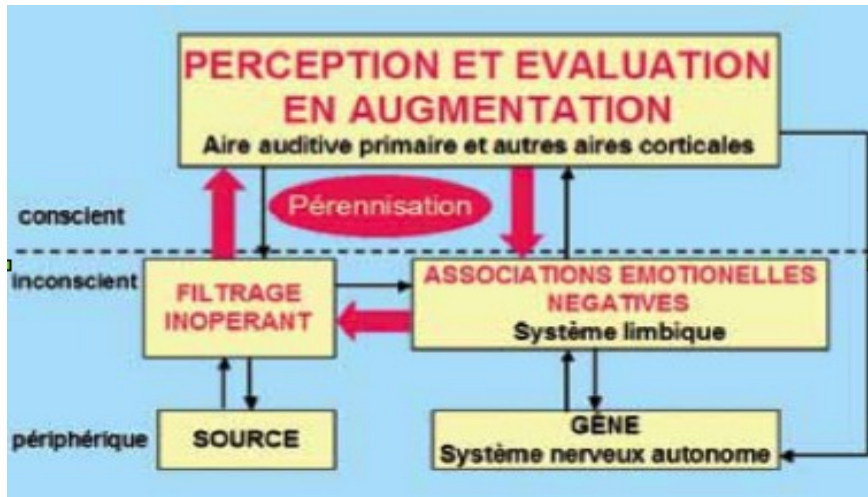 PERCEPTION ET EVALUATION
EN AUGMENTATION
Aire auditive primaire et autres aires corticales
Pérennisation
conscient
inconscient
FILTRAGE
INOPERANT
ASSOCIATIONS EMOTIONELLES
NEGATIVES
Système limbique
périphérique
SOURCE
GÊNE
Système nerveux autonome